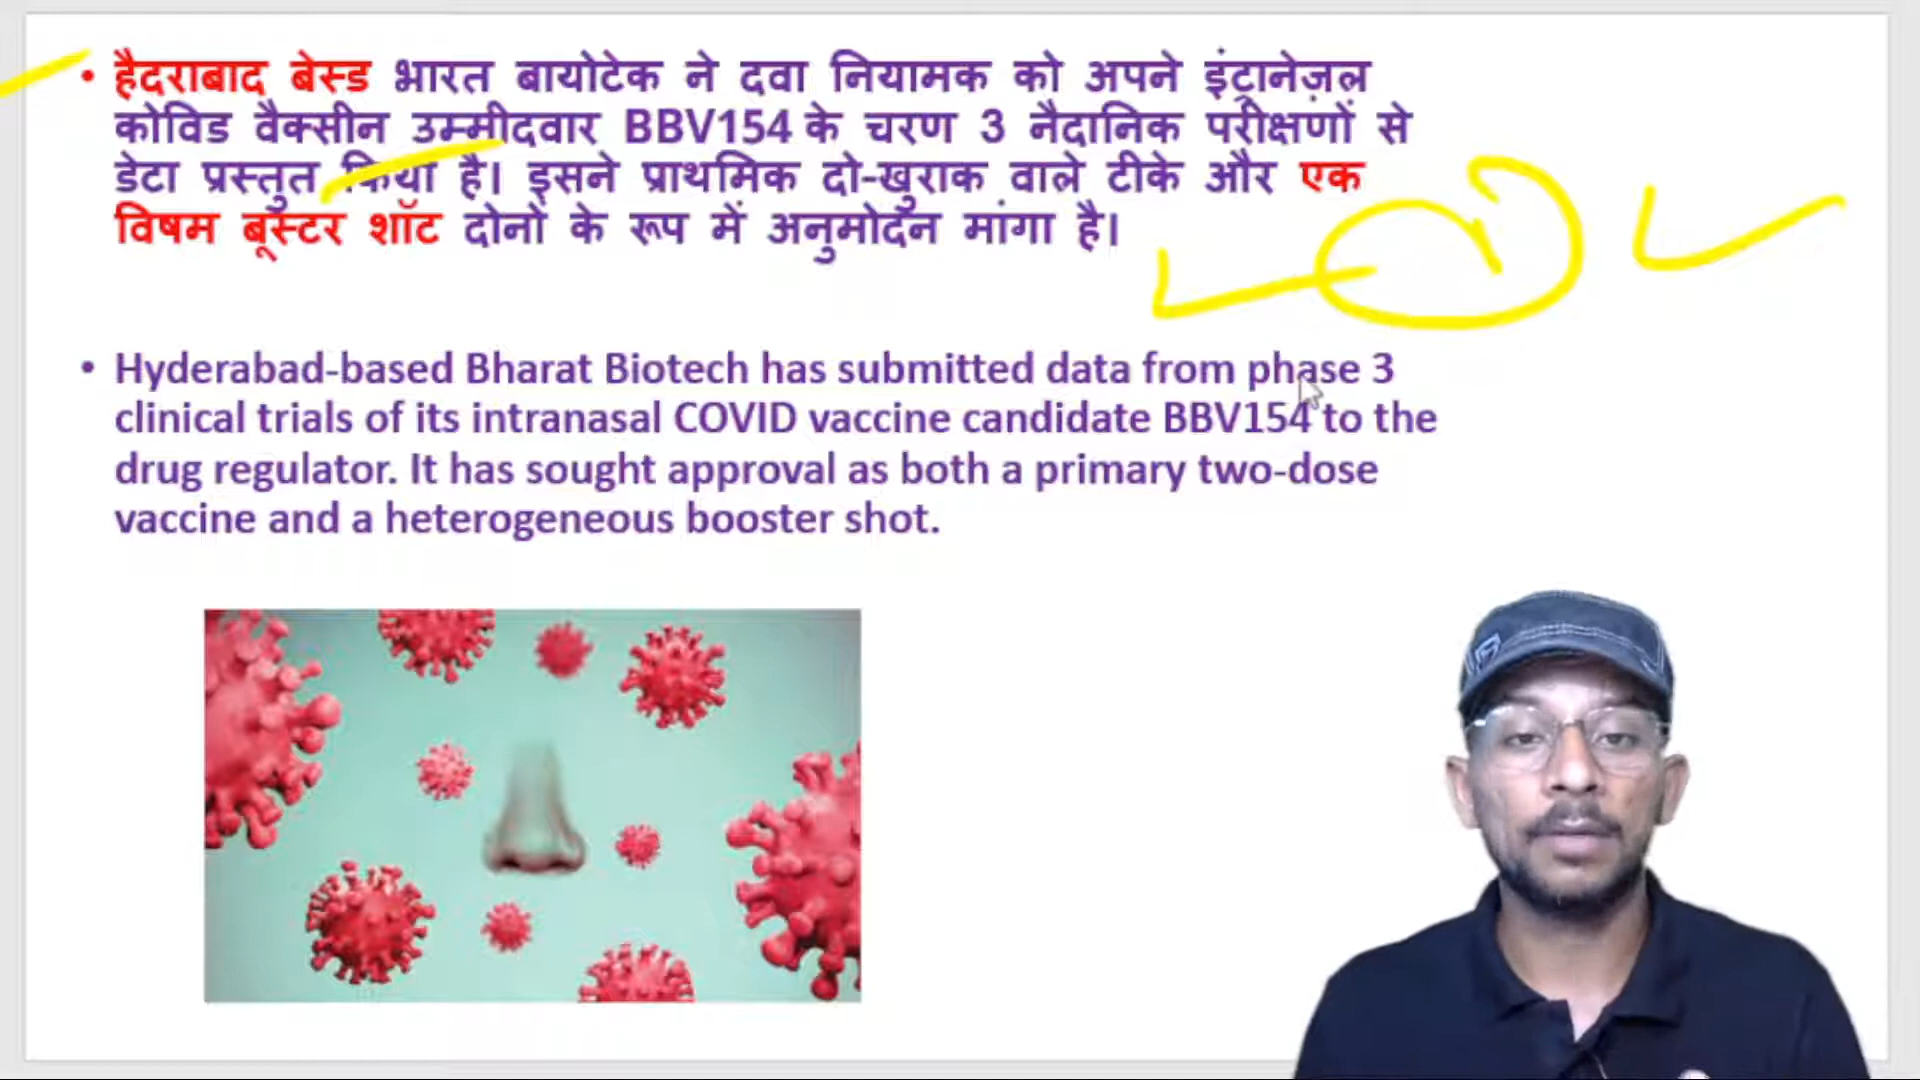 • हैदराबाद बेस्ड भारत बायोटेक ने दवा नियामक को अपने इंट्रानेज़ल
कोविड वैक्सीन उम्मीदवार BBV154 के चरण 3 नैदानिक परीक्षणों से
डेटा प्रस्तुत किया है। इसने प्राथमिक दो-खुराक वाले टीके और एक
विषम बूस्टर शॉट दोनों के रूप में अनुमोदन मांगा है।
• Hyderabad-based Bharat Biotech has submitted data from phase 3
clinical trials of its intranasal COVID vaccine candidate BBV154 to the
drug regulator. It has sought approval as both a primary two-dose
vaccine and a heterogeneous booster shot.